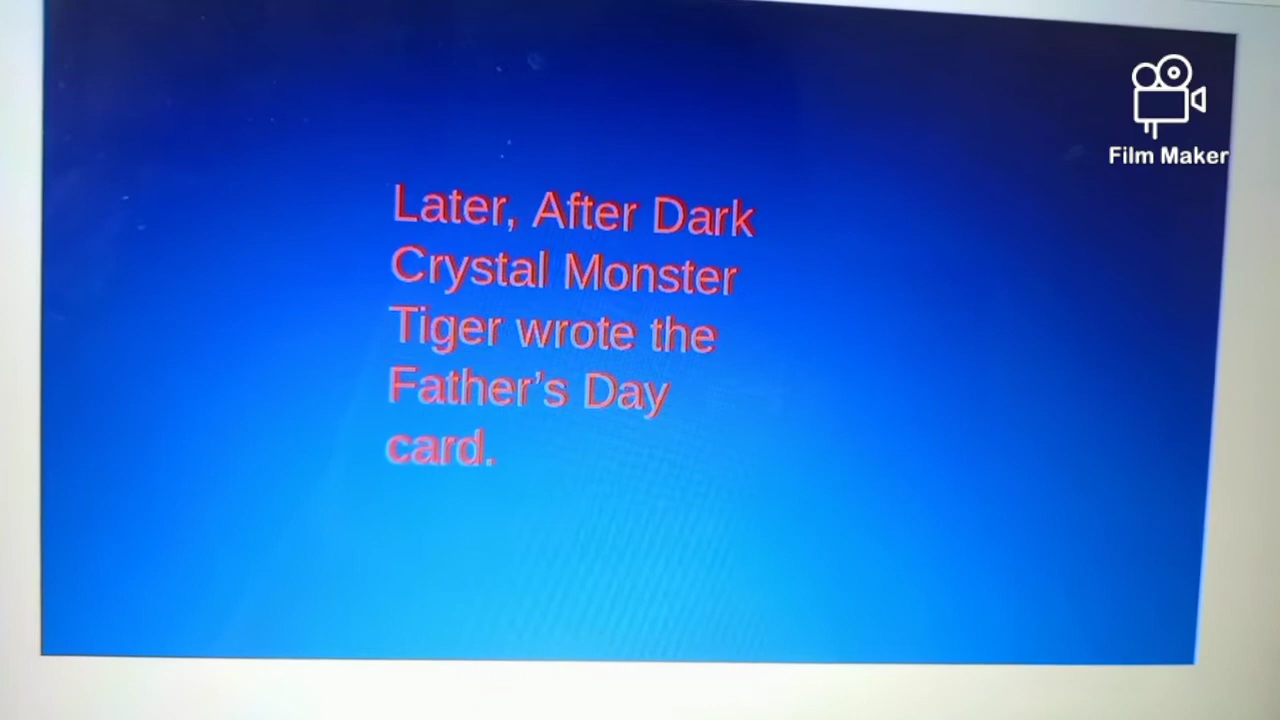 Film Maker
Later, After Dark
Crystal Monster
Tiger wrote the
Father’s Day
card.